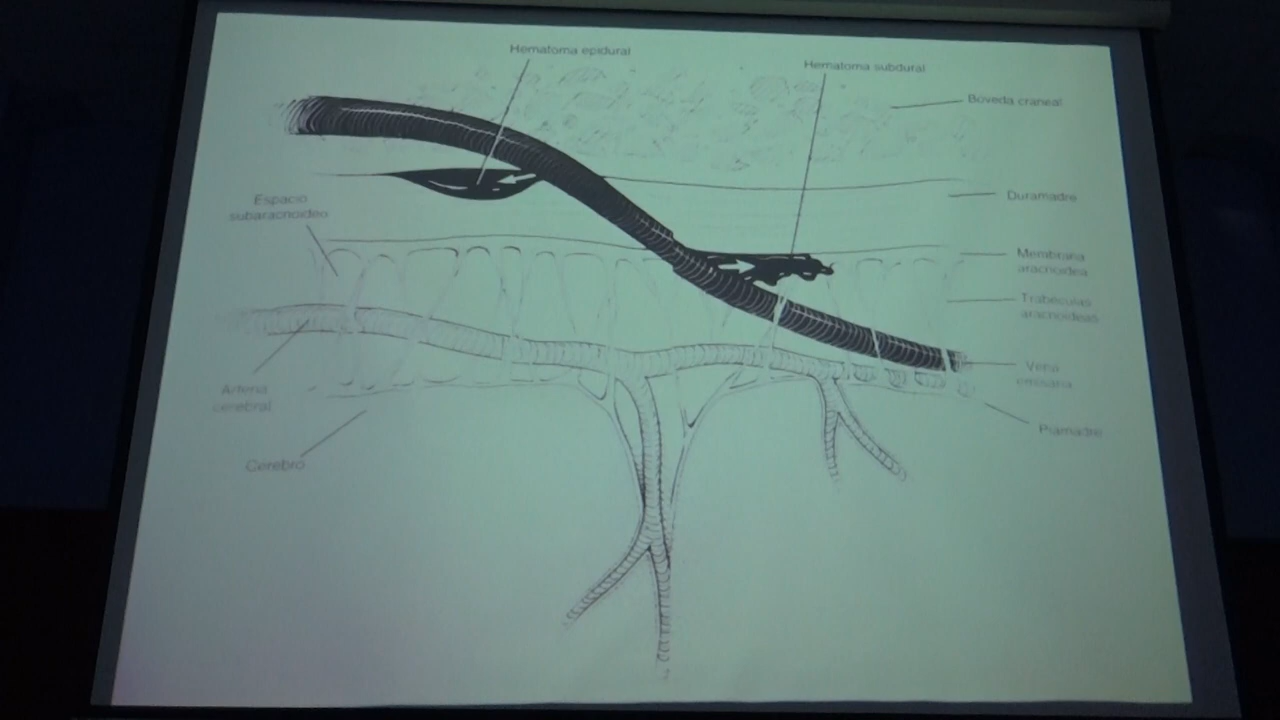 Hematoma epidural
Hematoma subdural
Bóveda craneal
Espacio
subaracnoideo
Duramadre
Membrana
aracnoidea
Trabéculas
aracnoideas
Arteria
cerebral
Vena
emisaria
Piamadre
Cerebro